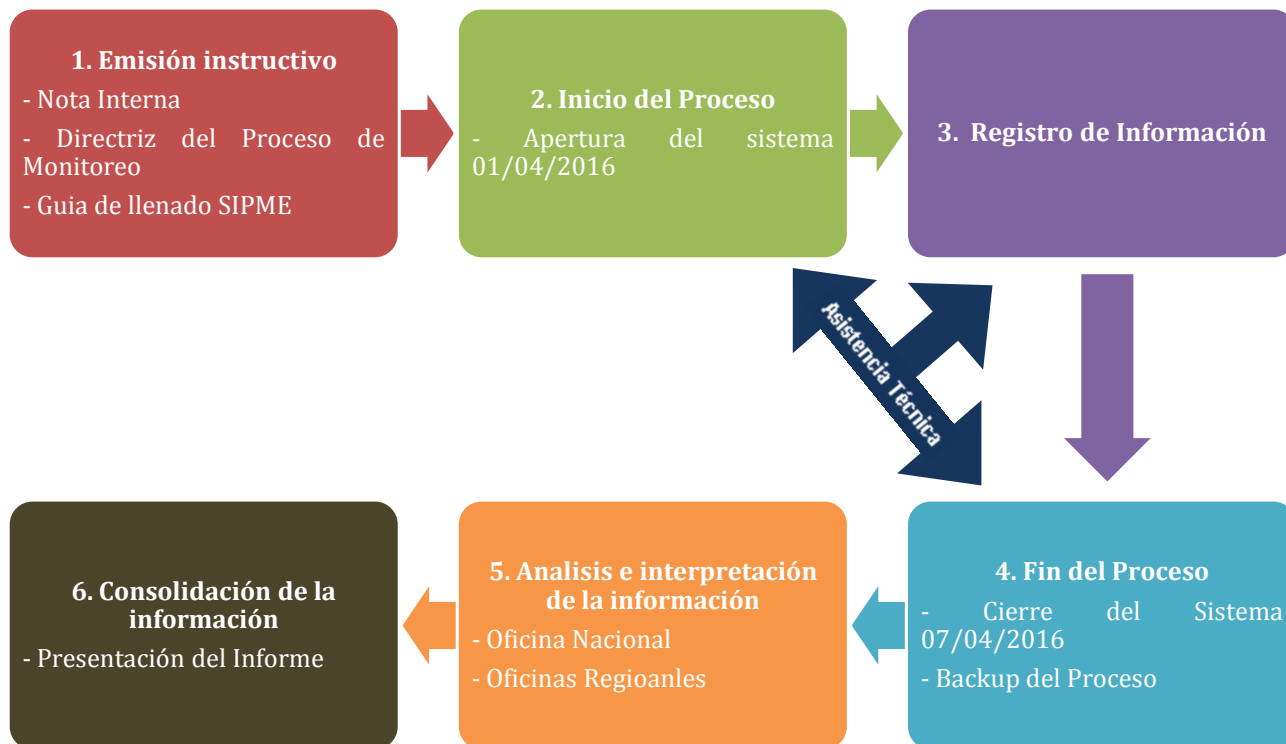 1. Emisión instructivo
- Nota Interna
- Directriz del Proceso de
Monitoreo
- Guia de llenado SIPME
2. Inicio del Proceso
- Apertura del sistema
01/04/2016
3. Registro de Información
Asistencia Técnica
4. Fin del Proceso
- Cierre del Sistema
07/04/2016
- Backup del Proceso
5. Analisis e interpretación
de la información
- Oficina Nacional
- Oficinas Regioanles
6. Consolidación de la
información
- Presentación del Informe